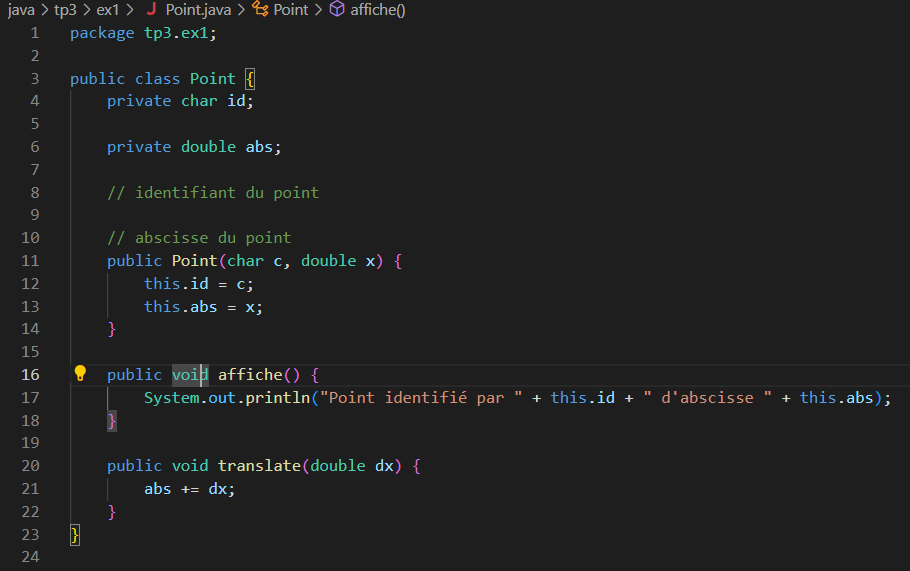 java > tp3 > ex1 > J Point.java > Point > affiche()
1 package tp3.ex1;
2
3 public class Point {
4     private char id;
5
6     private double abs;
7
8     // identifiant du point
9
10     // abscisse du point
11     public Point(char c, double x) {
12         this.id = c;
13         this.abs = x;
14     }
15
16     public void affiche() {
17         System.out.println("Point identifié par " + this.id + " d'abscisse " + this.abs);
18     }
19
20     public void translate(double dx) {
21         abs += dx;
22     }
23 }
24